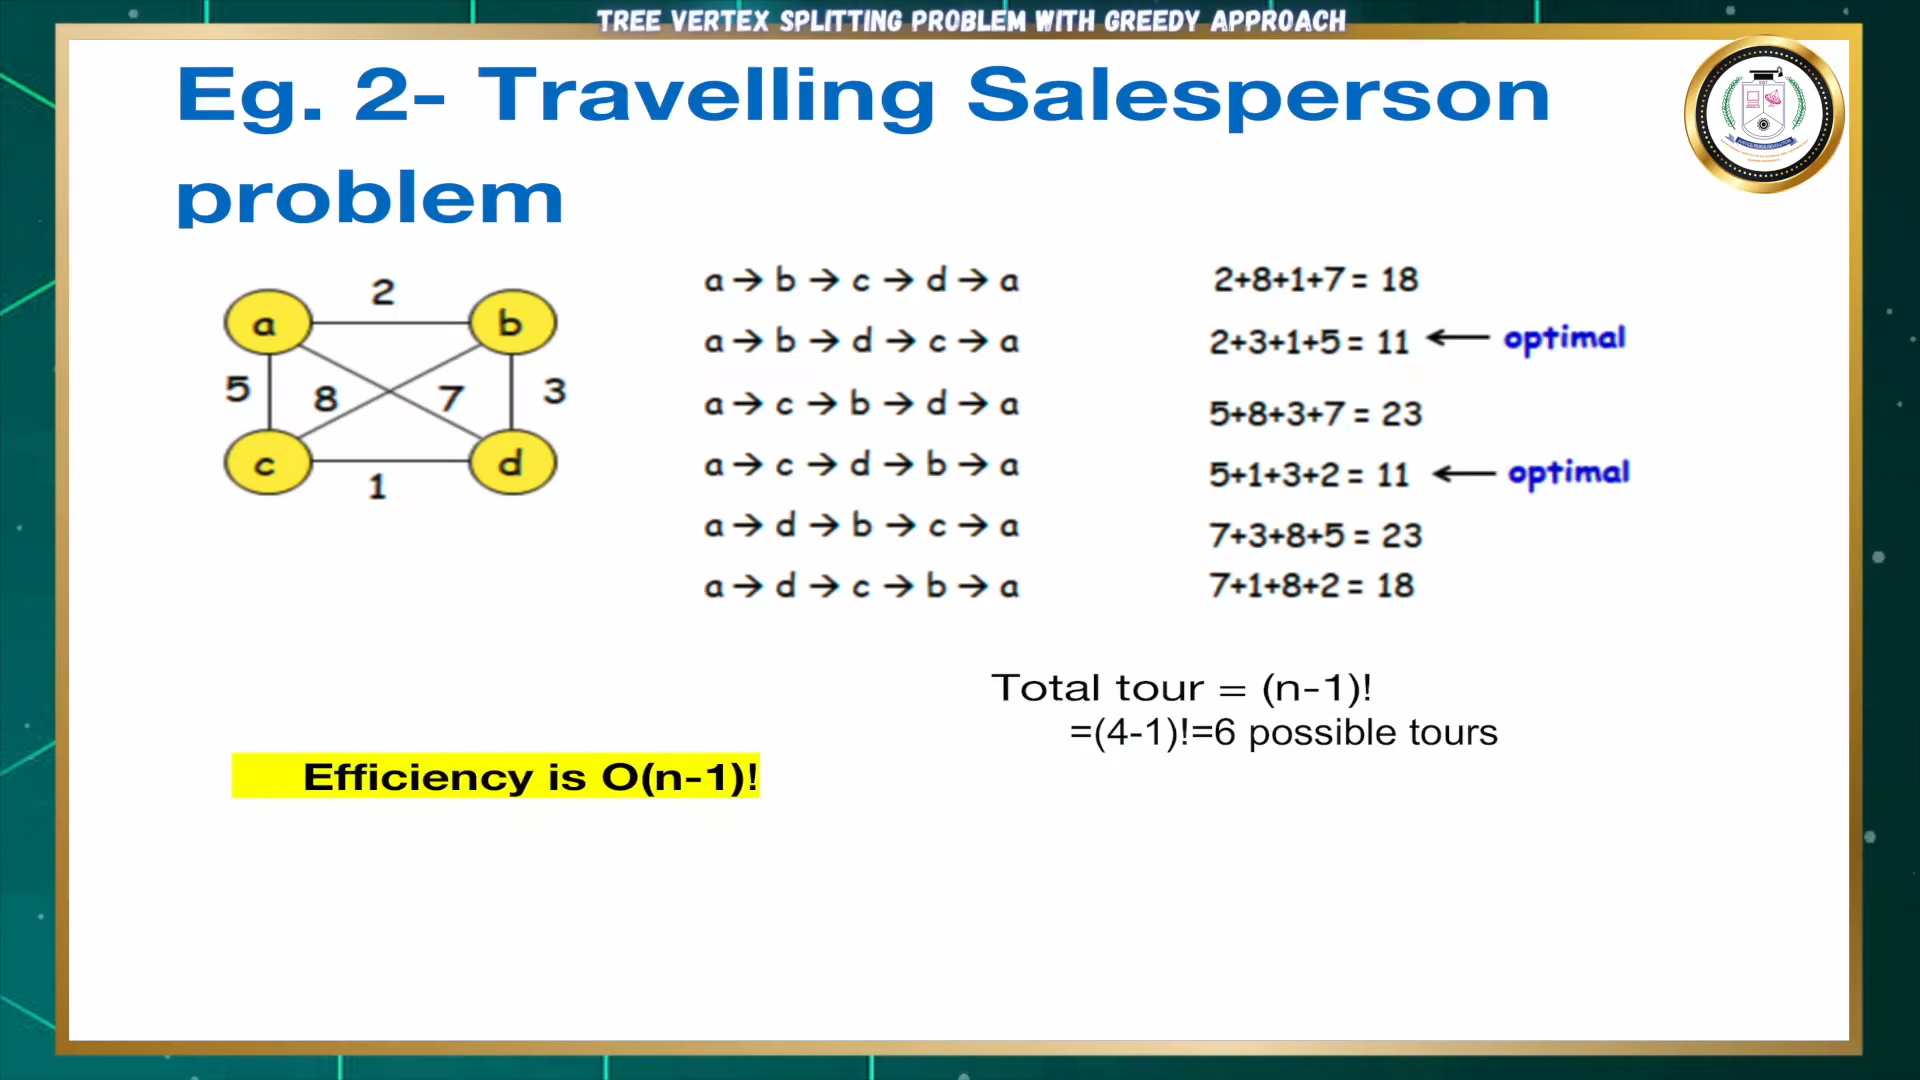 TREE VERTEX SPLITTING PROBLEM WITH GREEDY APPROACH
Eg. 2- Travelling Salesperson
problem
2
a b
5 8 7 3
c d
1
a → b → c → d → a 2+8+1+7 = 18
a → b → d → c → a 2+3+1+5 = 11 ← optimal
a → c → b → d → a 5+8+3+7 = 23
a → c → d → b → a 5+1+3+2 = 11 ← optimal
a → d → b → c → a 7+3+8+5 = 23
a → d → c → b → a 7+1+8+2 = 18
Total tour = (n-1)!
=(4-1)!=6 possible tours
Efficiency is O(n-1)!